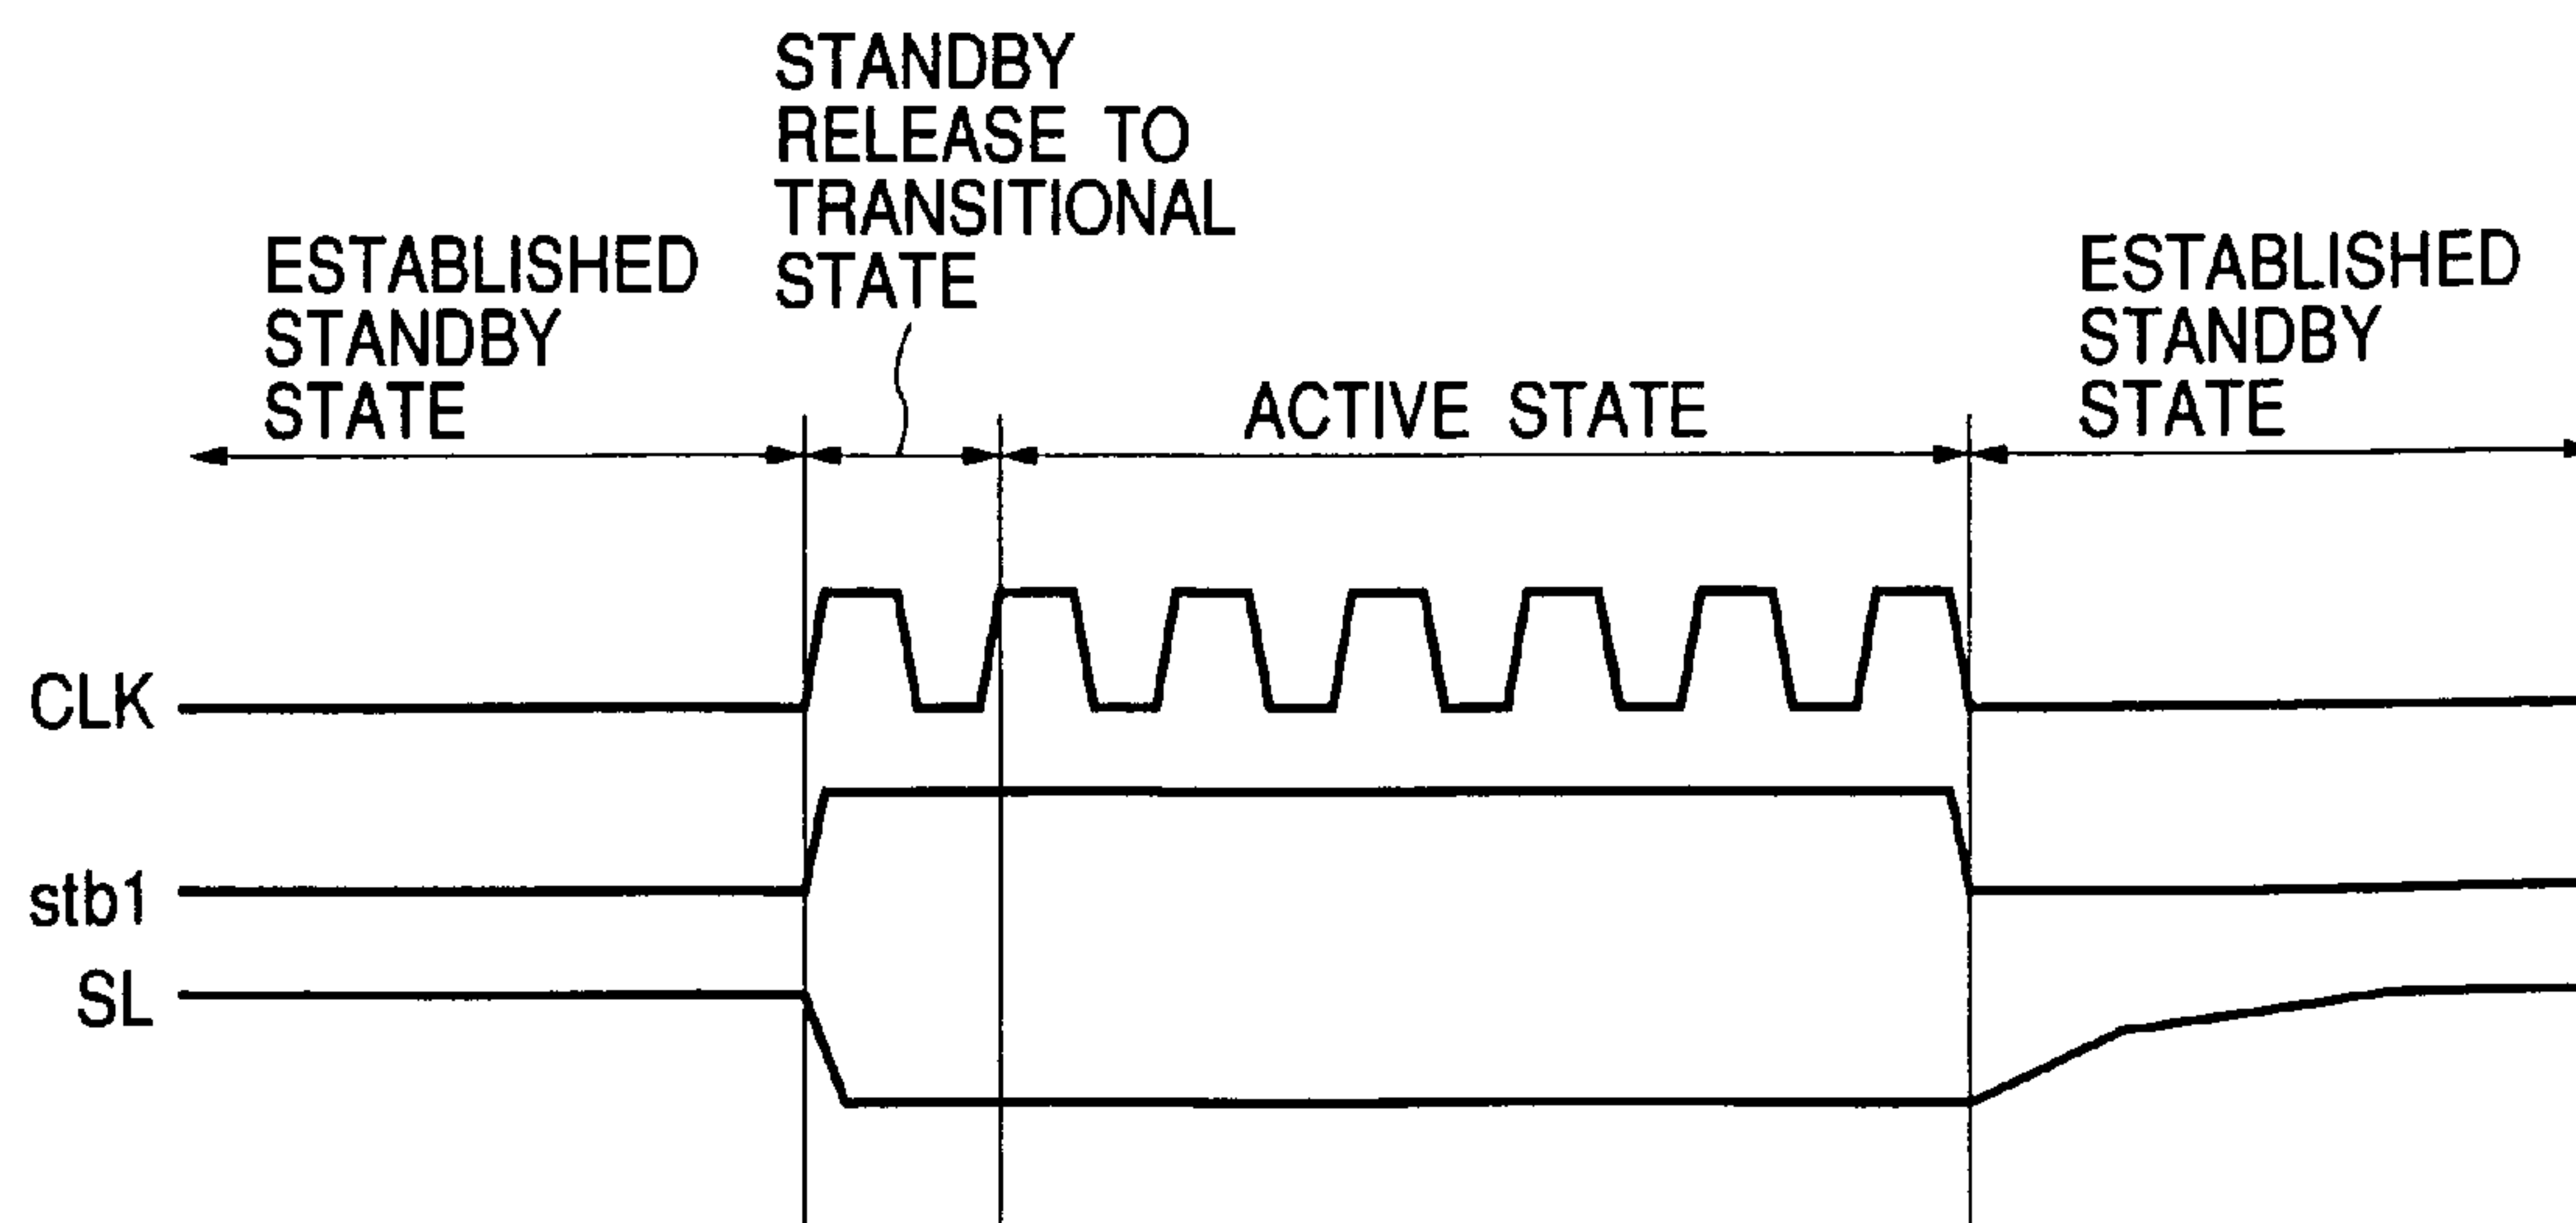 STANDBY
RELEASE TO
TRANSITIONAL
STATE
ESTABLISHED
STANDBY
STATE
ACTIVE STATE
ESTABLISHED
STANDBY
STATE
CLK
stb1
SL